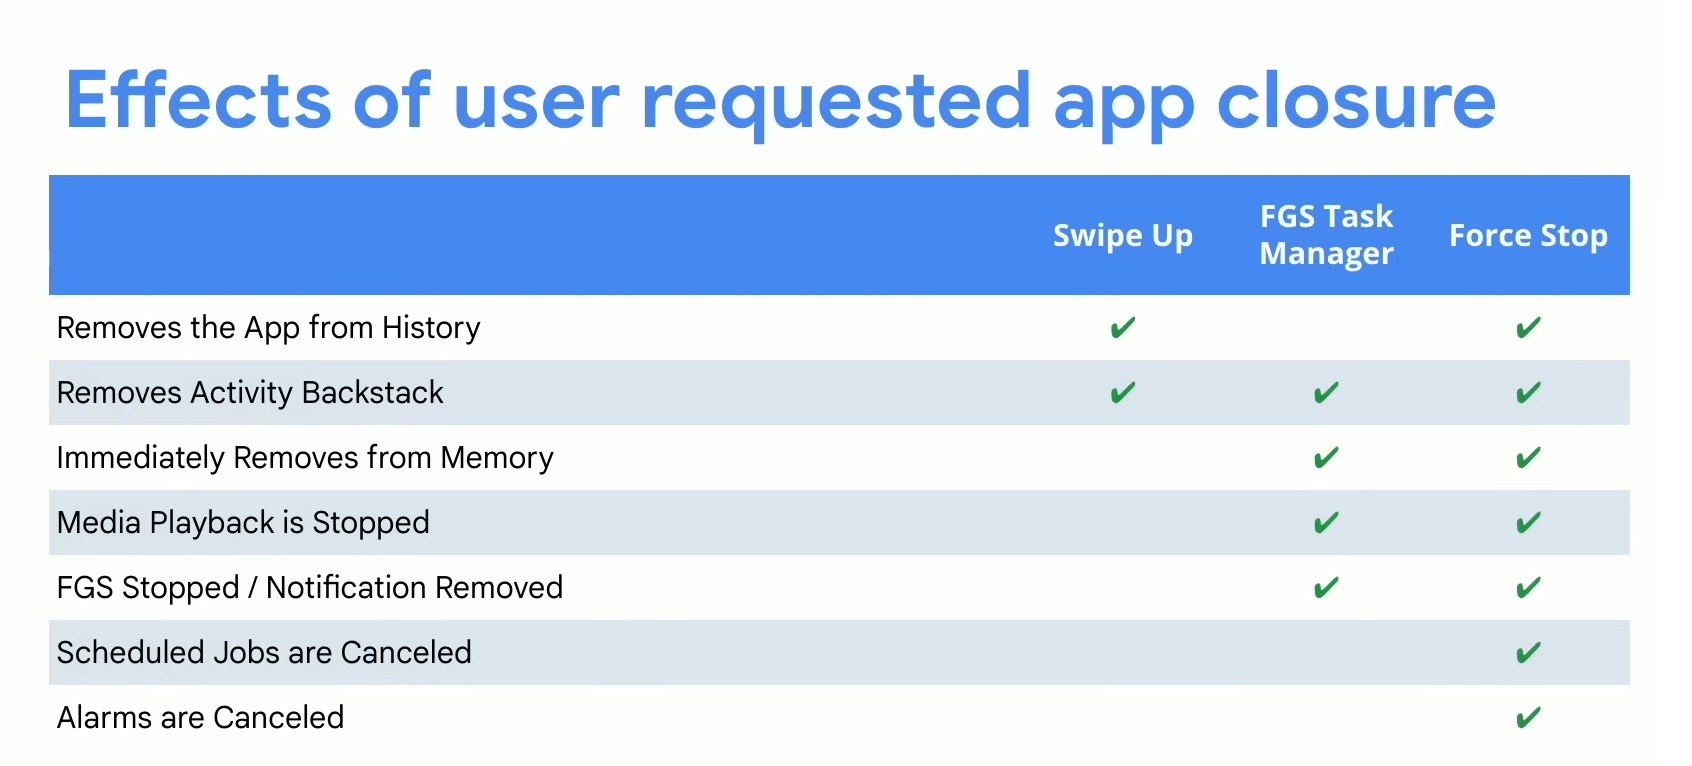 Effects of user requested app closure
Swipe Up
FGS Task
Manager
Force Stop
Removes the App from History ✔ ✔
Removes Activity Backstack ✔ ✔ ✔
Immediately Removes from Memory ✔ ✔
Media Playback is Stopped ✔ ✔
FGS Stopped / Notification Removed ✔ ✔
Scheduled Jobs are Canceled ✔
Alarms are Canceled ✔